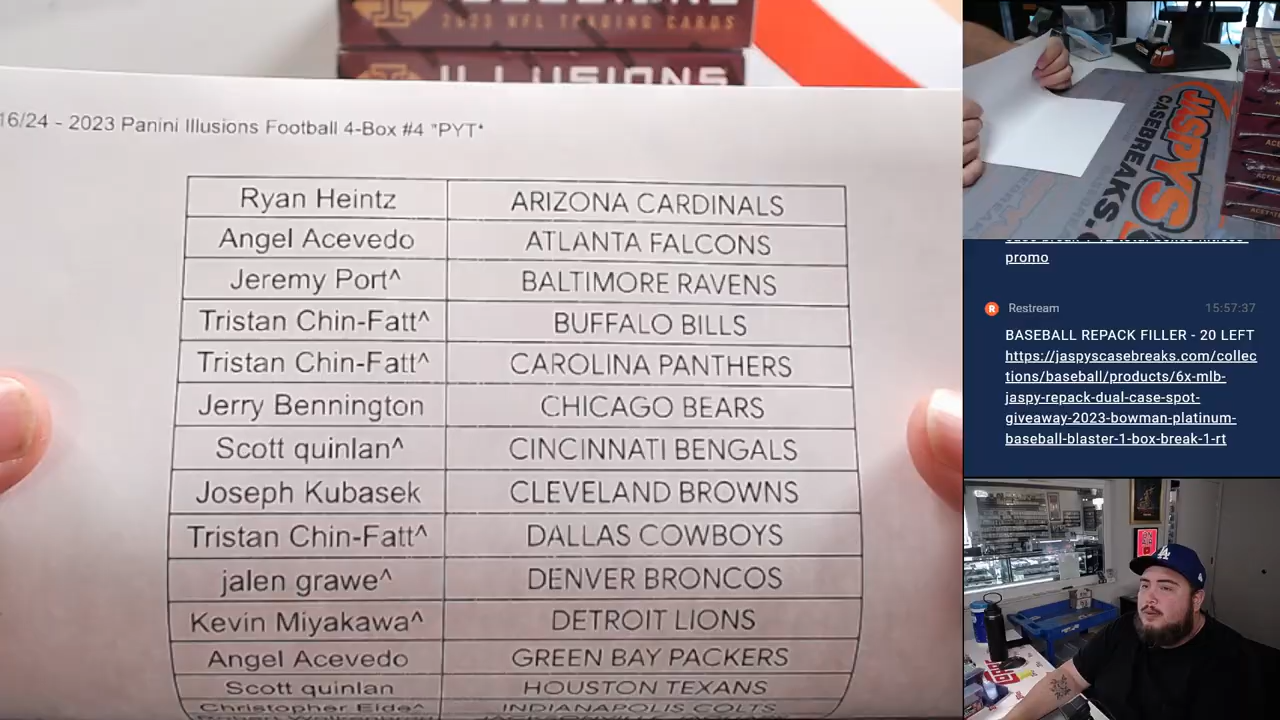 2023 NFL TRADING CARDS
ILLUSIONS
16/24 - 2023 Panini Illusions Football 4-Box #4 "PYT"
Ryan Heintz ARIZONA CARDINALS
Angel Acevedo ATLANTA FALCONS
Jeremy Port^ BALTIMORE RAVENS
Tristan Chin-Fatt^ BUFFALO BILLS
Tristan Chin-Fatt^ CAROLINA PANTHERS
Jerry Bennington CHICAGO BEARS
Scott quinlan^ CINCINNATI BENGALS
Joseph Kubasek CLEVELAND BROWNS
Tristan Chin-Fatt^ DALLAS COWBOYS
jalen grawe^ DENVER BRONCOS
Kevin Miyakawa^ DETROIT LIONS
Angel Acevedo GREEN BAY PACKERS
Scott quinlan HOUSTON TEXANS
Christopher Eide^ INDIANAPOLIS COLTS
JASPYS
CASEBREAKS.
promo
R Restream 15:57:37
BASEBALL REPACK FILLER - 20 LEFT
https://jaspyscasebreaks.com/collec
tions/baseball/products/6x-mlb-
jaspy-repack-dual-case-spot-
giveaway-2023-bowman-platinum-
baseball-blaster-1-box-break-1-rt
LA